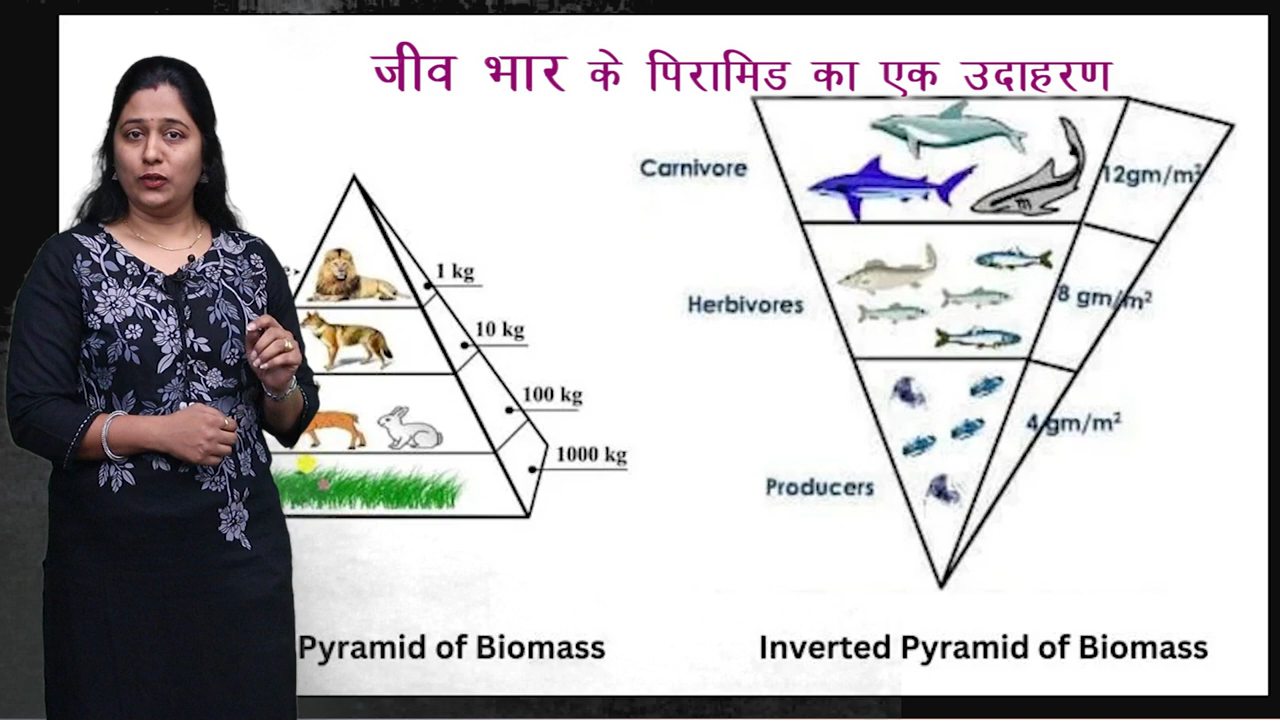 जीव भार के पिरामिड का एक उदाहरण
1 kg
10 kg
100 kg
1000 kg
Pyramid of Biomass
Carnivore
12gm/m²
Herbivores
8 gm/m²
4 gm/m²
Producers
Inverted Pyramid of Biomass